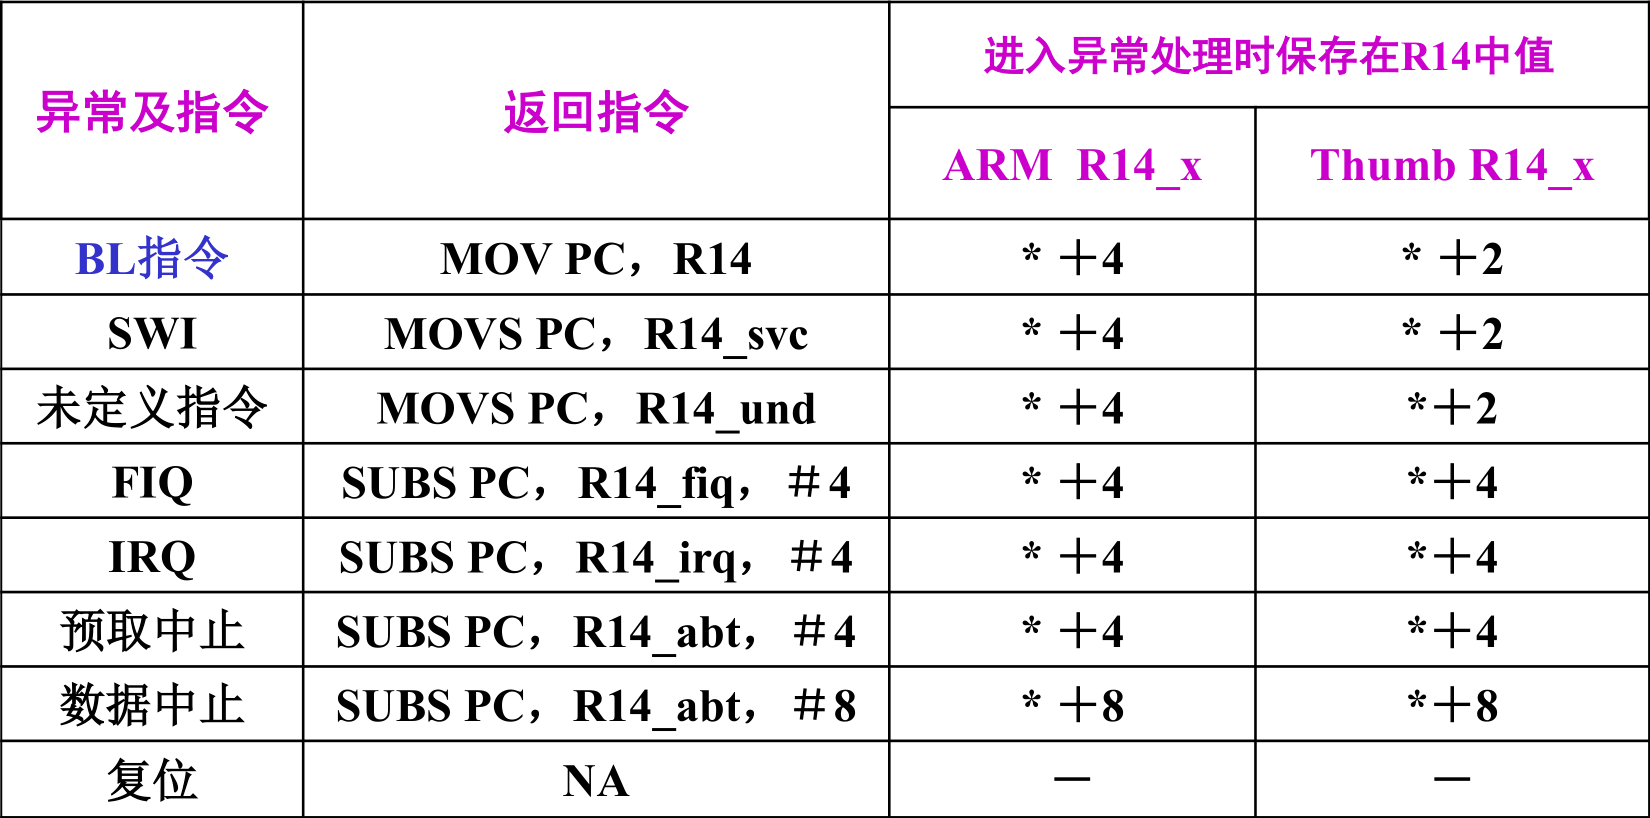 异常及指令 返回指令 进入异常处理时保存在R14中值
ARM R14_x Thumb R14_x
BL指令 MOV PC，R14 * ＋4 * ＋2
SWI MOVS PC，R14_svc * ＋4 * ＋2
未定义指令 MOVS PC，R14_und * ＋4 *＋2
FIQ SUBS PC，R14_fiq，＃4 * ＋4 *＋4
IRQ SUBS PC，R14_irq，＃4 * ＋4 *＋4
预取中止 SUBS PC，R14_abt，＃4 * ＋4 *＋4
数据中止 SUBS PC，R14_abt，＃8 * ＋8 *＋8
复位 NA － －